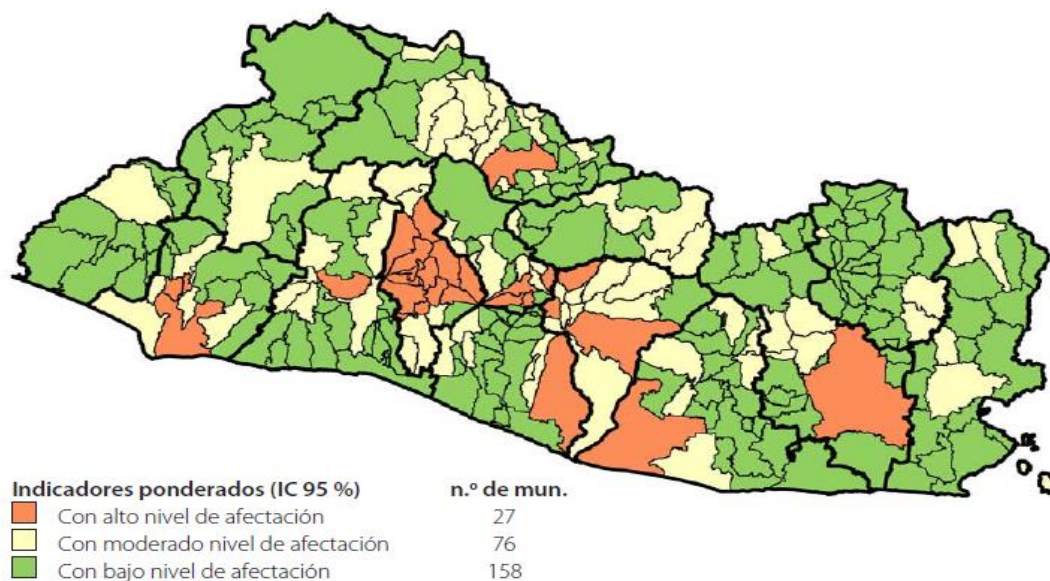 Indicadores ponderados (IC 95 %) n.º de mun.
Con alto nivel de afectación 27
Con moderado nivel de afectación 76
Con bajo nivel de afectación 158